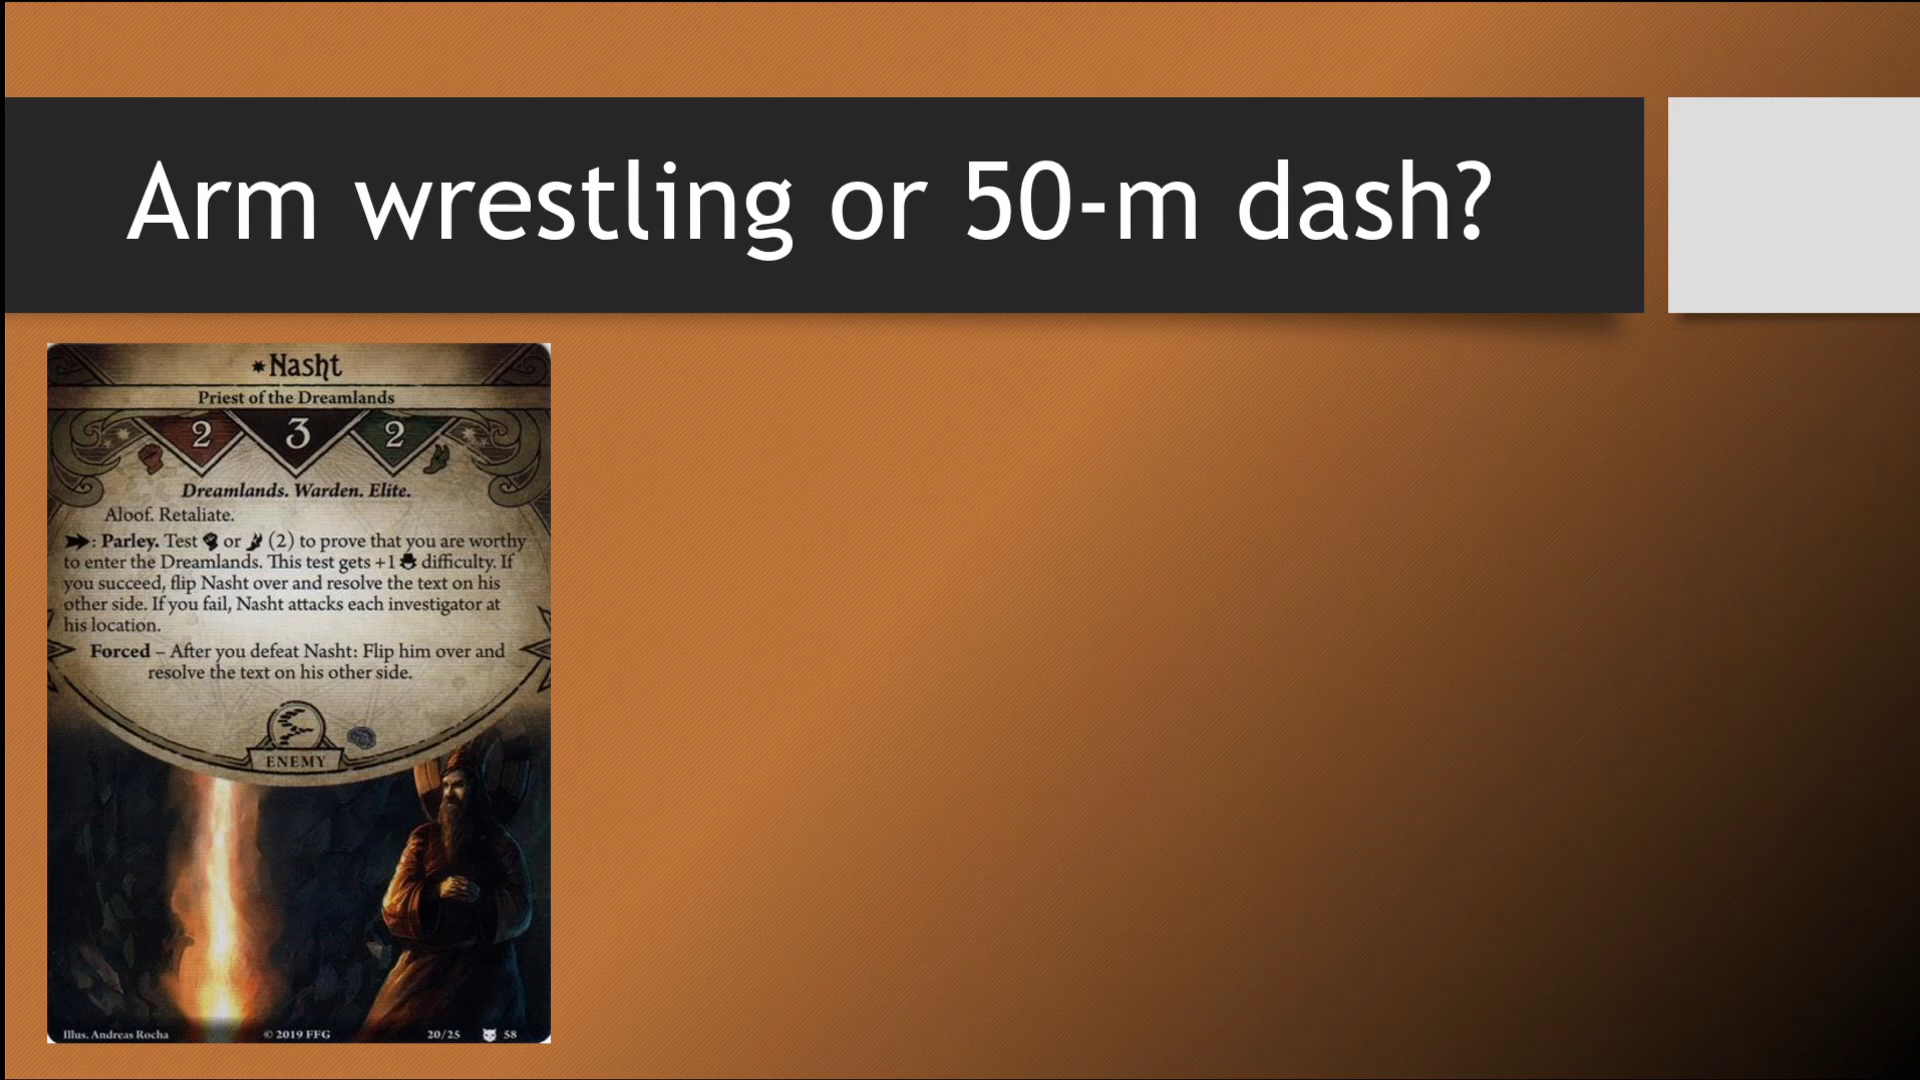 Arm wrestling or 50-m dash?
Nasht
Priest of the Dreamlands
2 3 2
Dreamlands. Warden. Elite.
Aloof. Retaliate.
: Parley. Test or (2) to prove that you are worthy
to enter the Dreamlands. This test gets +1 difficulty. If
you succeed, flip Nasht over and resolve the text on his
other side. If you fail, Nasht attacks each investigator at
his location.
Forced – After you defeat Nasht: Flip him over and
resolve the text on his other side.
ENEMY
Illus. Andreas Rocha © 2019 FFG 20/25 58